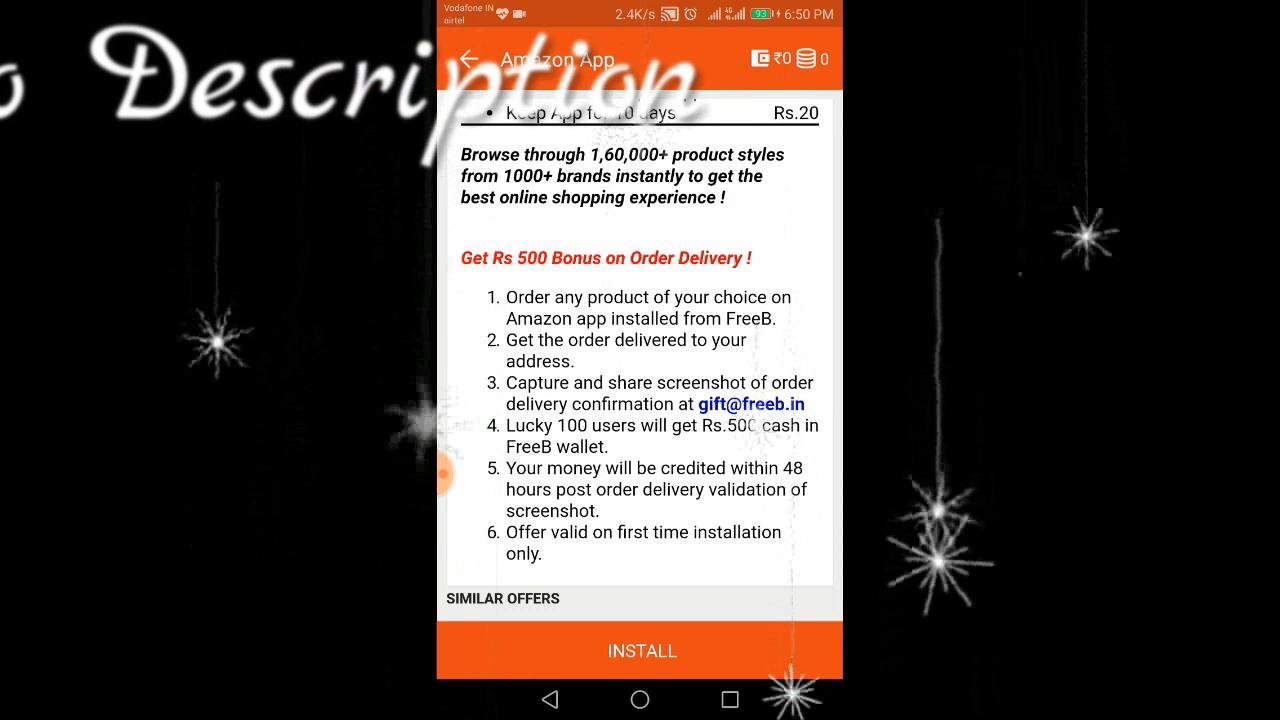 Vodafone IN
airtel
2.4K/s
4G
93
6:50 PM
Description
Amazon App
₹0
0
• Keep App for 10 days Rs.20
Browse through 1,60,000+ product styles
from 1000+ brands instantly to get the
best online shopping experience !
Get Rs 500 Bonus on Order Delivery !
1. Order any product of your choice on
Amazon app installed from FreeB.
2. Get the order delivered to your
address.
3. Capture and share screenshot of order
delivery confirmation at gift@freeb.in
4. Lucky 100 users will get Rs.500 cash in
FreeB wallet.
5. Your money will be credited within 48
hours post order delivery validation of
screenshot.
6. Offer valid on first time installation
only.
SIMILAR OFFERS
INSTALL